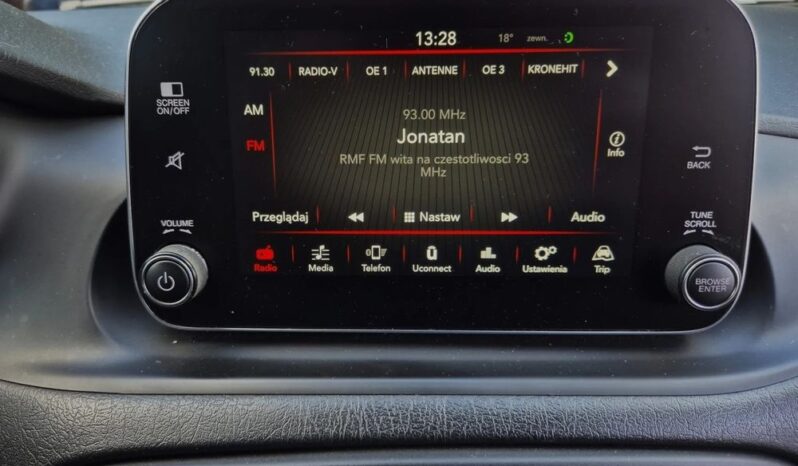 13:28 18° zewn.
91.30 RADIO-V OE 1 ANTENNE OE 3 KRONEHIT
SCREEN
ON/OFF
AM
93.00 MHz
Jonatan
FM
RMF FM wita na czestotliwosci 93
MHz
Info
BACK
VOLUME
Przeglądaj Nastaw Audio
TUNE
SCROLL
Radio Media Telefon Uconnect Audio Ustawienia Trip
BROWSE
ENTER